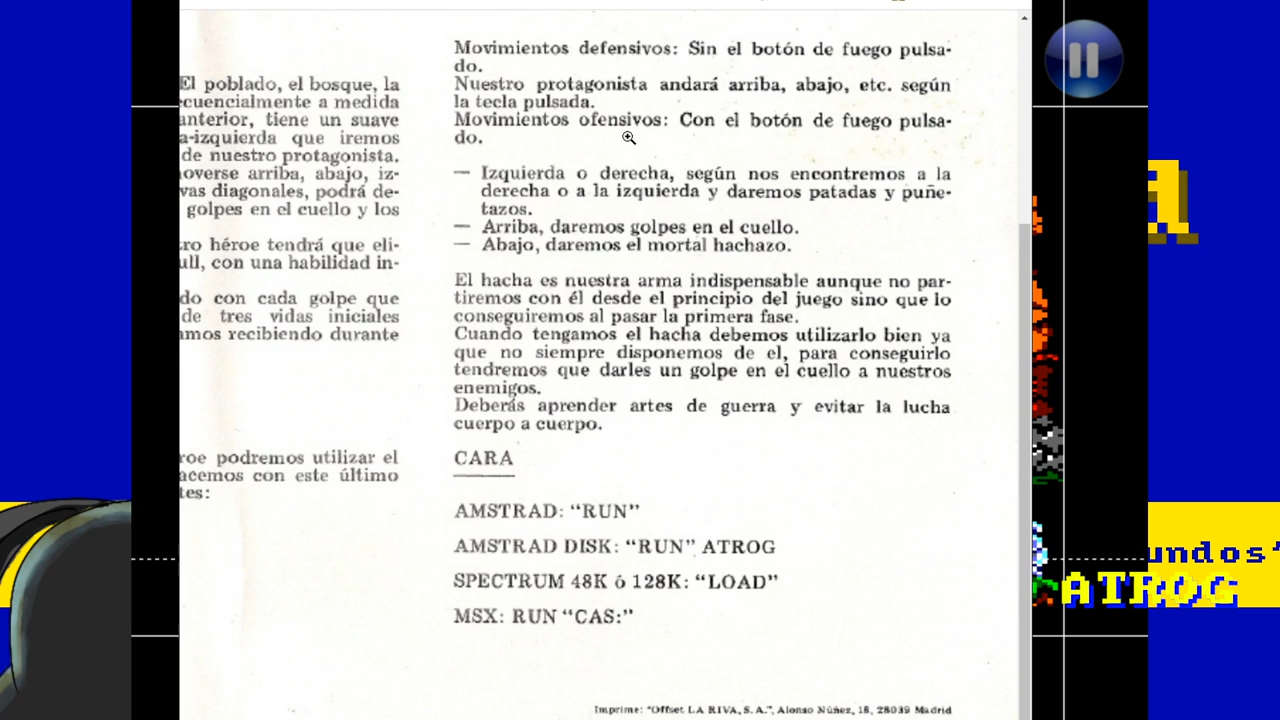 El poblado, el bosque, la
cuencialmente a medida
anterior, tiene un suave
a-izquierda que iremos
de nuestro protagonista.
overse arriba, abajo, iz-
vas diagonales, podrá de-
golpes en el cuello y los
ro héroe tendrá que eli-
ull, con una habilidad in-
do con cada golpe que
de tres vidas iniciales
amos recibiendo durante
roe podremos utilizar el
acemos con este último
tes:
Movimientos defensivos: Sin el botón de fuego pulsa-
do.
Nuestro protagonista andará arriba, abajo, etc. según
la tecla pulsada.
Movimientos ofensivos: Con el botón de fuego pulsa-
do.
— Izquierda o derecha, según nos encontremos a la
derecha o a la izquierda y daremos patadas y puñe-
tazos.
— Arriba, daremos golpes en el cuello.
— Abajo, daremos el mortal hachazo.
El hacha es nuestra arma indispensable aunque no par-
tiremos con él desde el principio del juego sino que lo
conseguiremos al pasar la primera fase.
Cuando tengamos el hacha debemos utilizarlo bien ya
que no siempre disponemos de el, para conseguirlo
tendremos que darles un golpe en el cuello a nuestros
enemigos.
Deberás aprender artes de guerra y evitar la lucha
cuerpo a cuerpo.
CARA
AMSTRAD: “RUN”
AMSTRAD DISK: “RUN” ATROG
SPECTRUM 48K ó 128K: “LOAD”
MSX: RUN “CAS:”
Imprime: “Offset LA RIVA, S. A.”, Alonso Núñez, 18, 28039 Madrid
A
undos"
ATROG